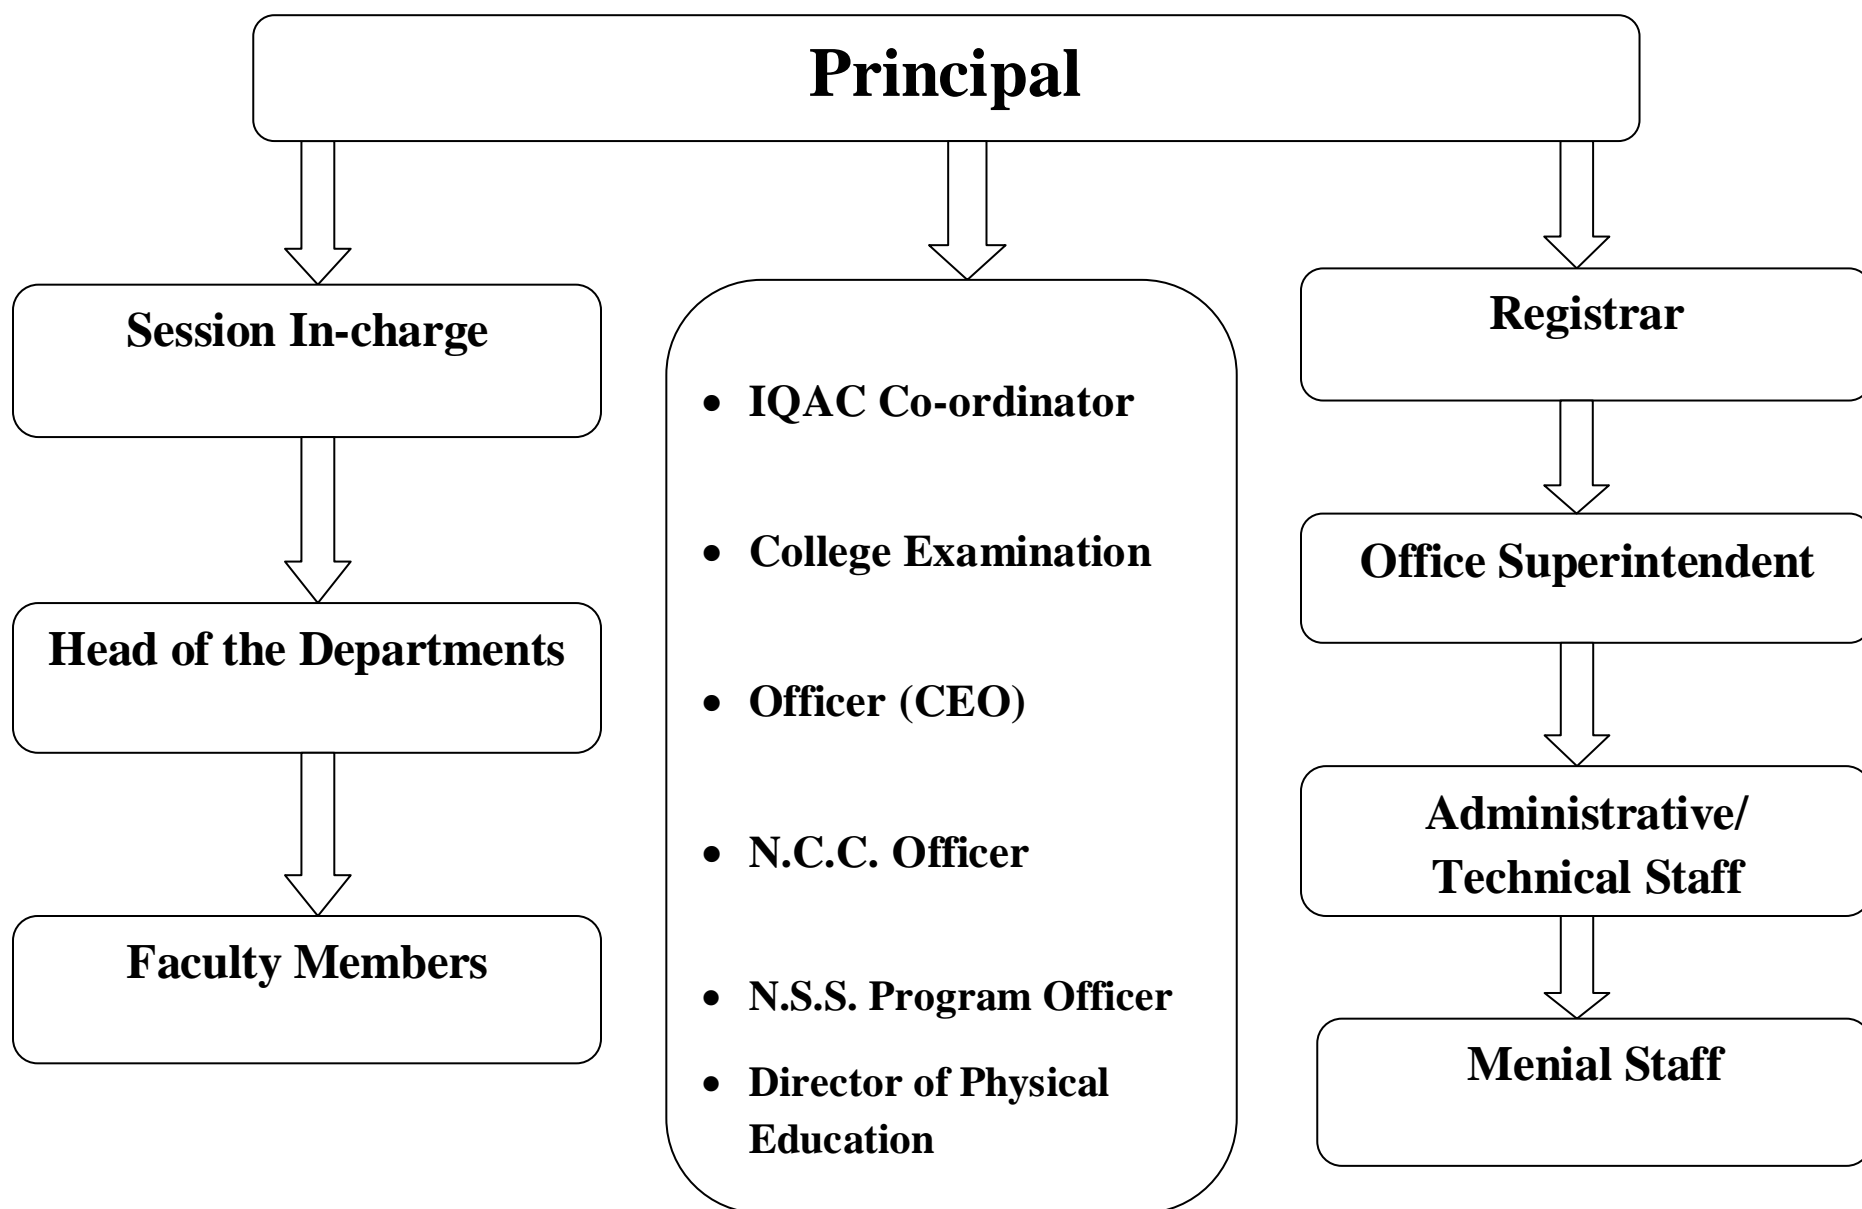 Principal
Session In-charge
Head of the Departments
Faculty Members
• IQAC Co-ordinator
• College Examination
• Officer (CEO)
• N.C.C. Officer
• N.S.S. Program Officer
• Director of Physical
Education
Registrar
Office Superintendent
Administrative/
Technical Staff
Menial Staff